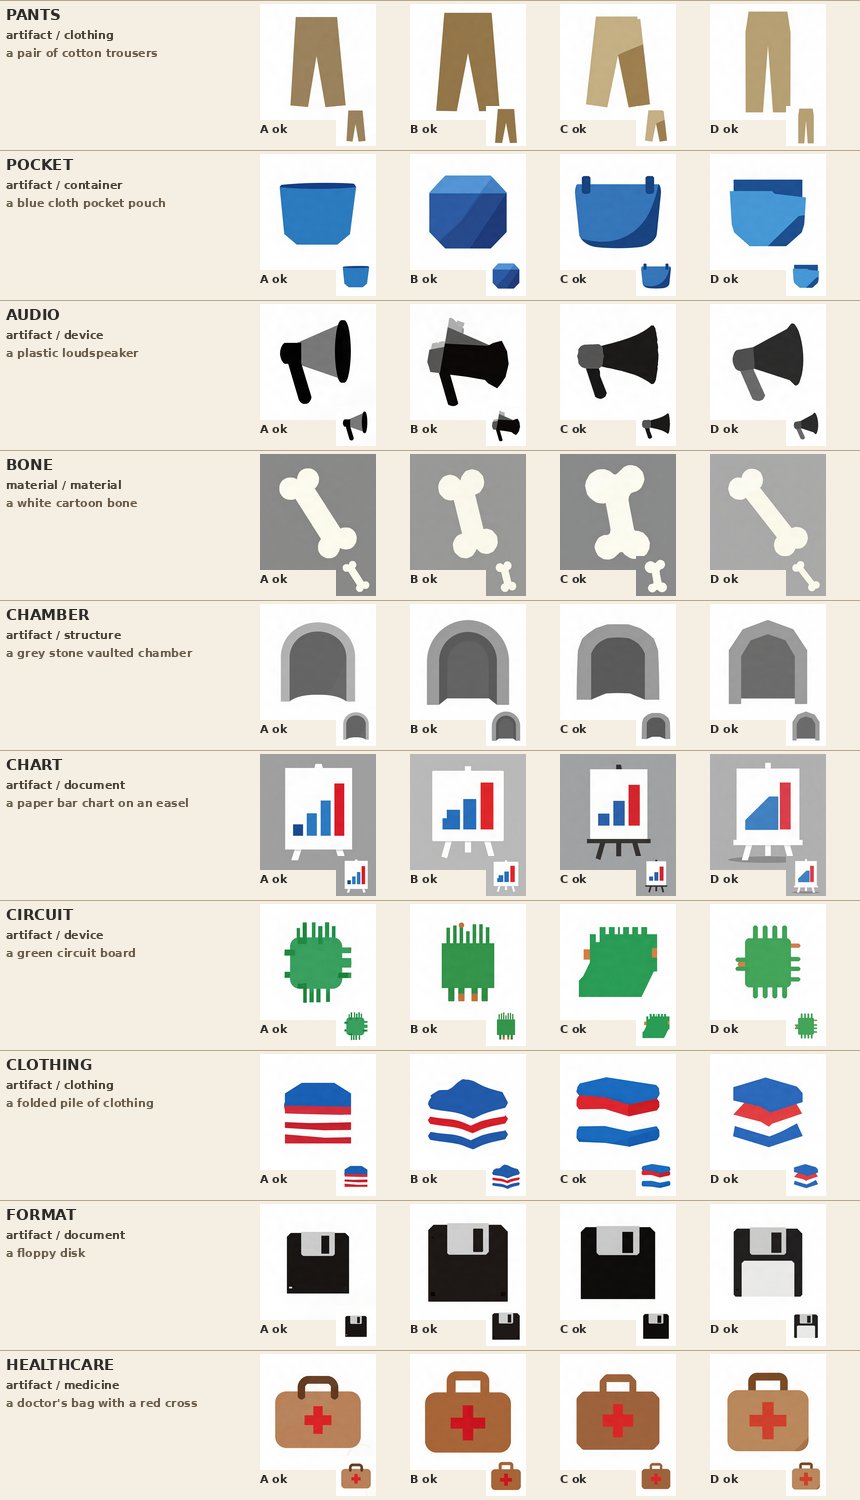 PANTS
artifact / clothing
a pair of cotton trousers
A ok
B ok
C ok
D ok
POCKET
artifact / container
a blue cloth pocket pouch
A ok
B ok
C ok
D ok
AUDIO
artifact / device
a plastic loudspeaker
A ok
B ok
C ok
D ok
BONE
material / material
a white cartoon bone
A ok
B ok
C ok
D ok
CHAMBER
artifact / structure
a grey stone vaulted chamber
A ok
B ok
C ok
D ok
CHART
artifact / document
a paper bar chart on an easel
A ok
B ok
C ok
D ok
CIRCUIT
artifact / device
a green circuit board
A ok
B ok
C ok
D ok
CLOTHING
artifact / clothing
a folded pile of clothing
A ok
B ok
C ok
D ok
FORMAT
artifact / document
a floppy disk
A ok
B ok
C ok
D ok
HEALTHCARE
artifact / medicine
a doctor's bag with a red cross
A ok
B ok
C ok
D ok